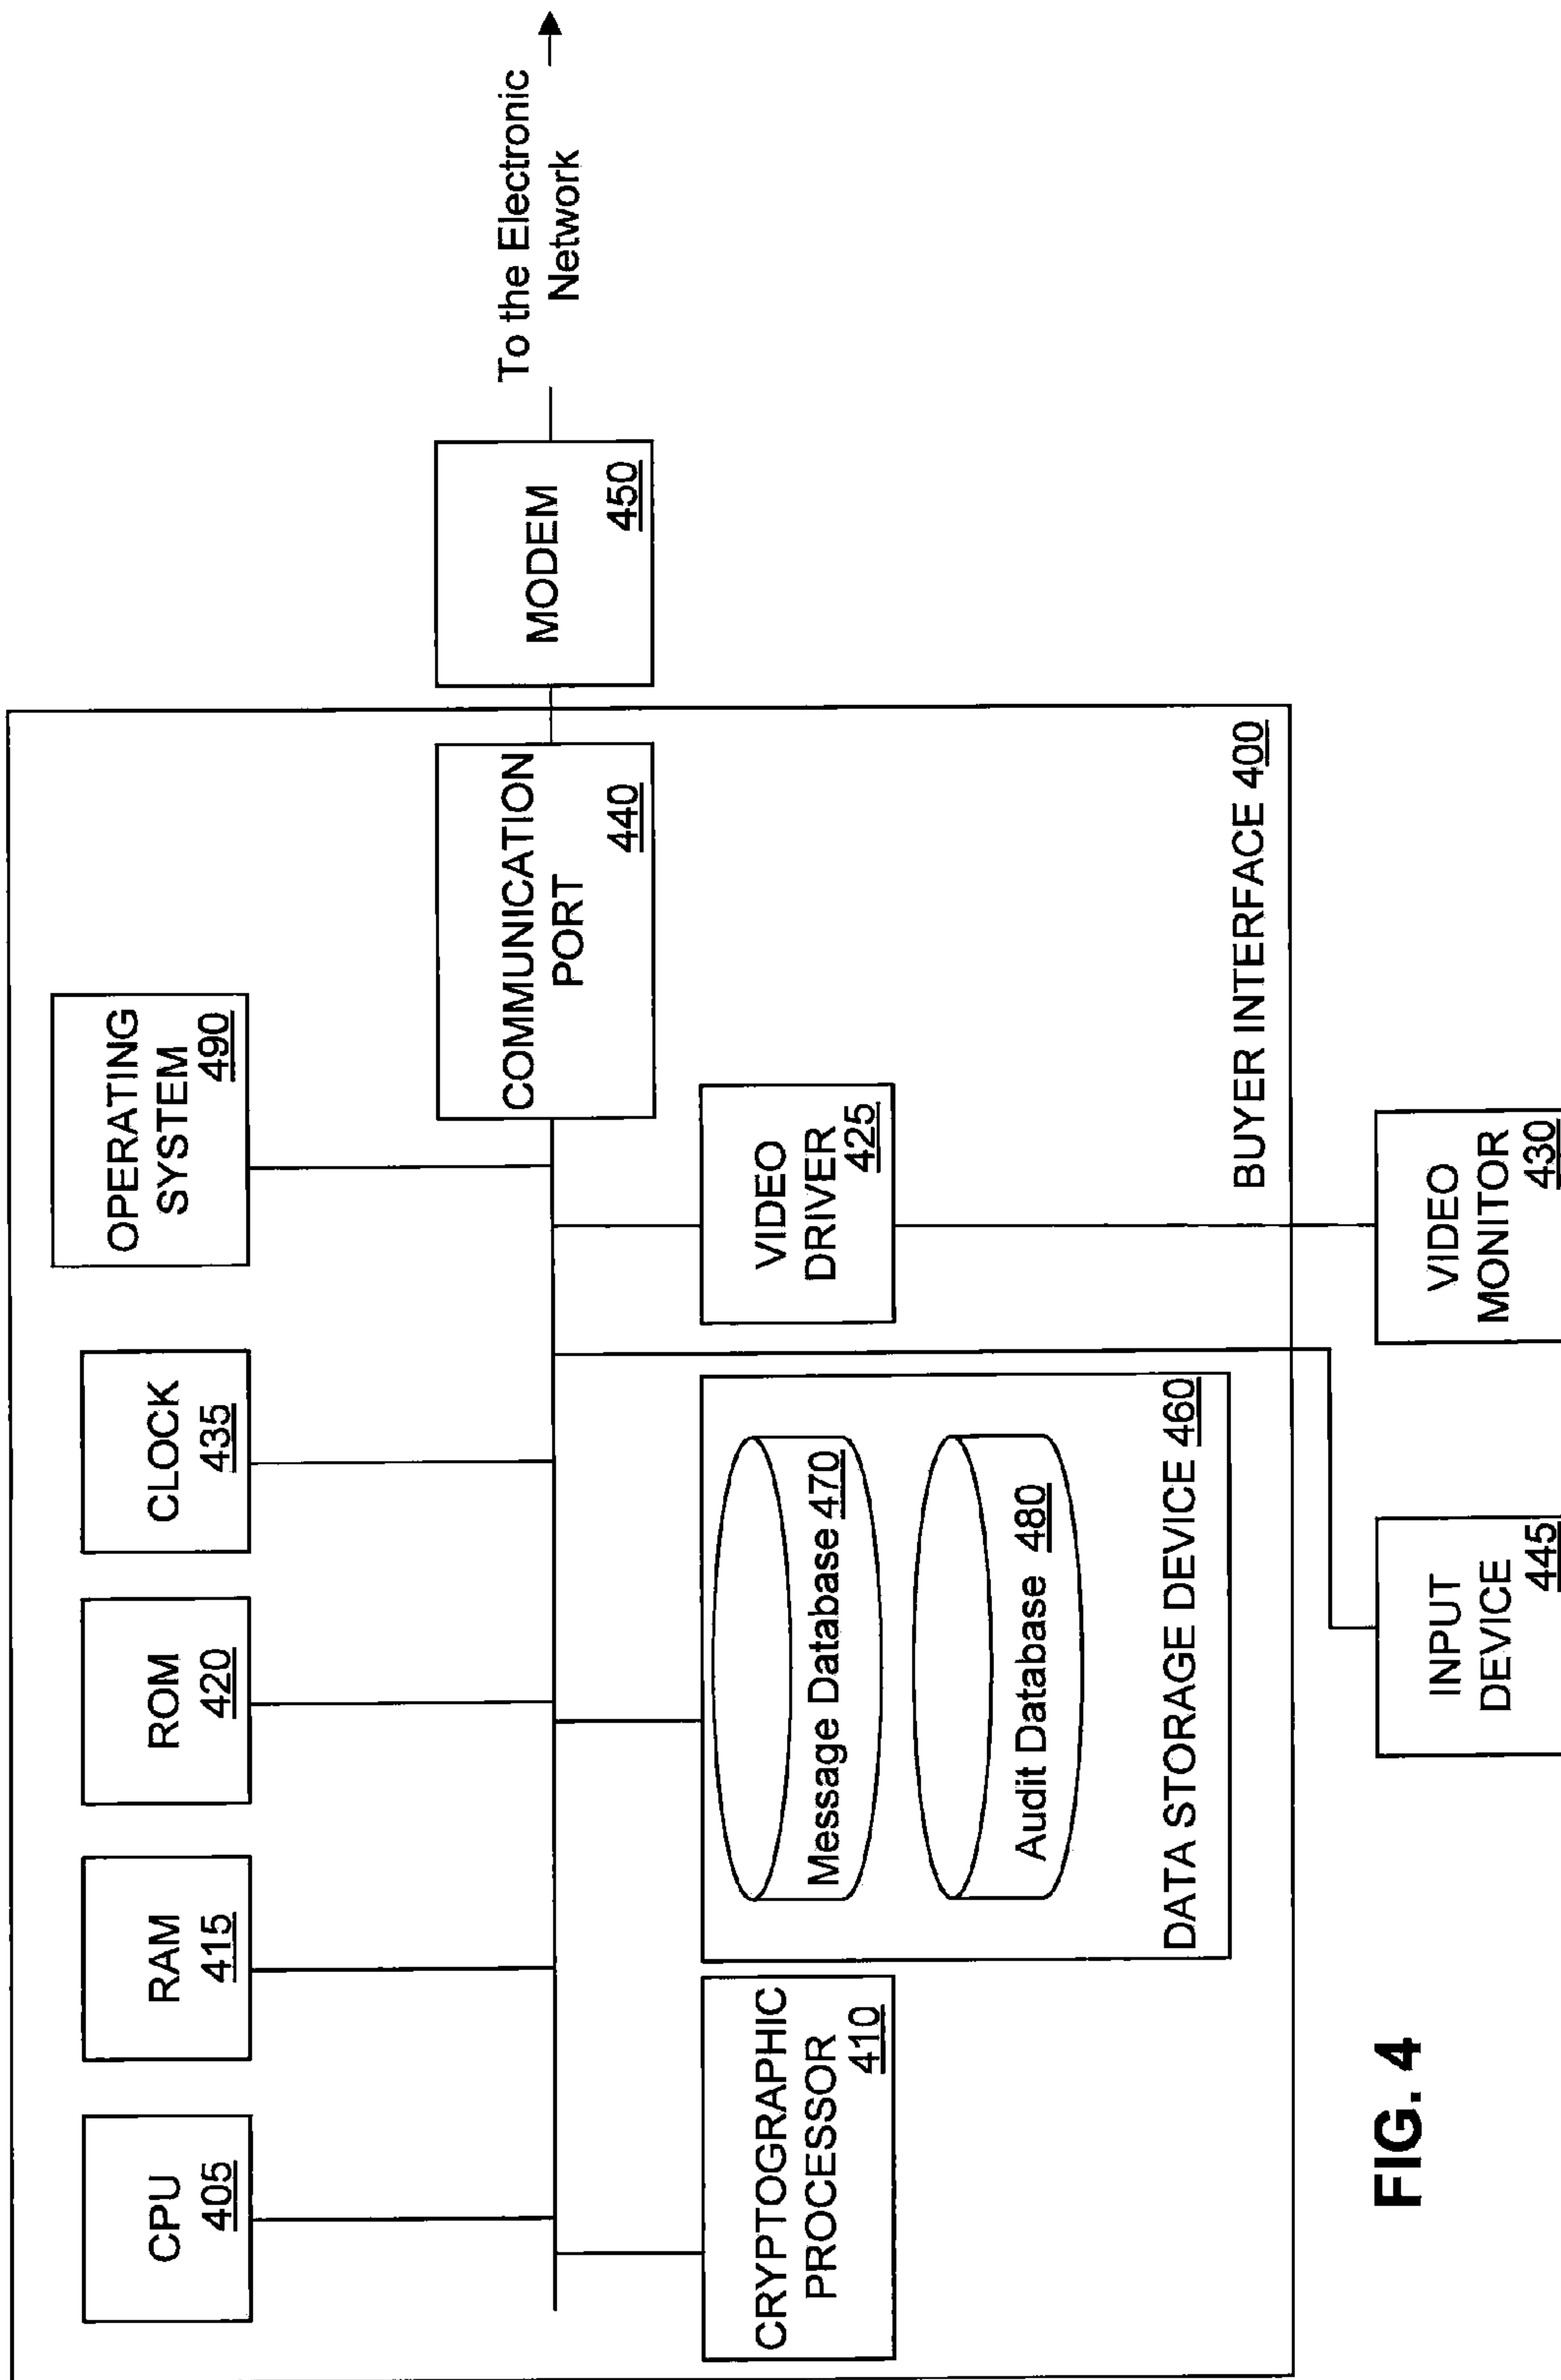 CPU
405
RAM
415
ROM
420
CLOCK
435
OPERATING
SYSTEM
490
COMMUNICATION
PORT
440
MODEM
450
To the Electronic
Network
CRYPTOGRAPHIC
PROCESSOR
410
Message Database 470
Audit Database 480
DATA STORAGE DEVICE 460
VIDEO
DRIVER
425
BUYER INTERFACE 400
INPUT
DEVICE
445
VIDEO
MONITOR
430
FIG. 4